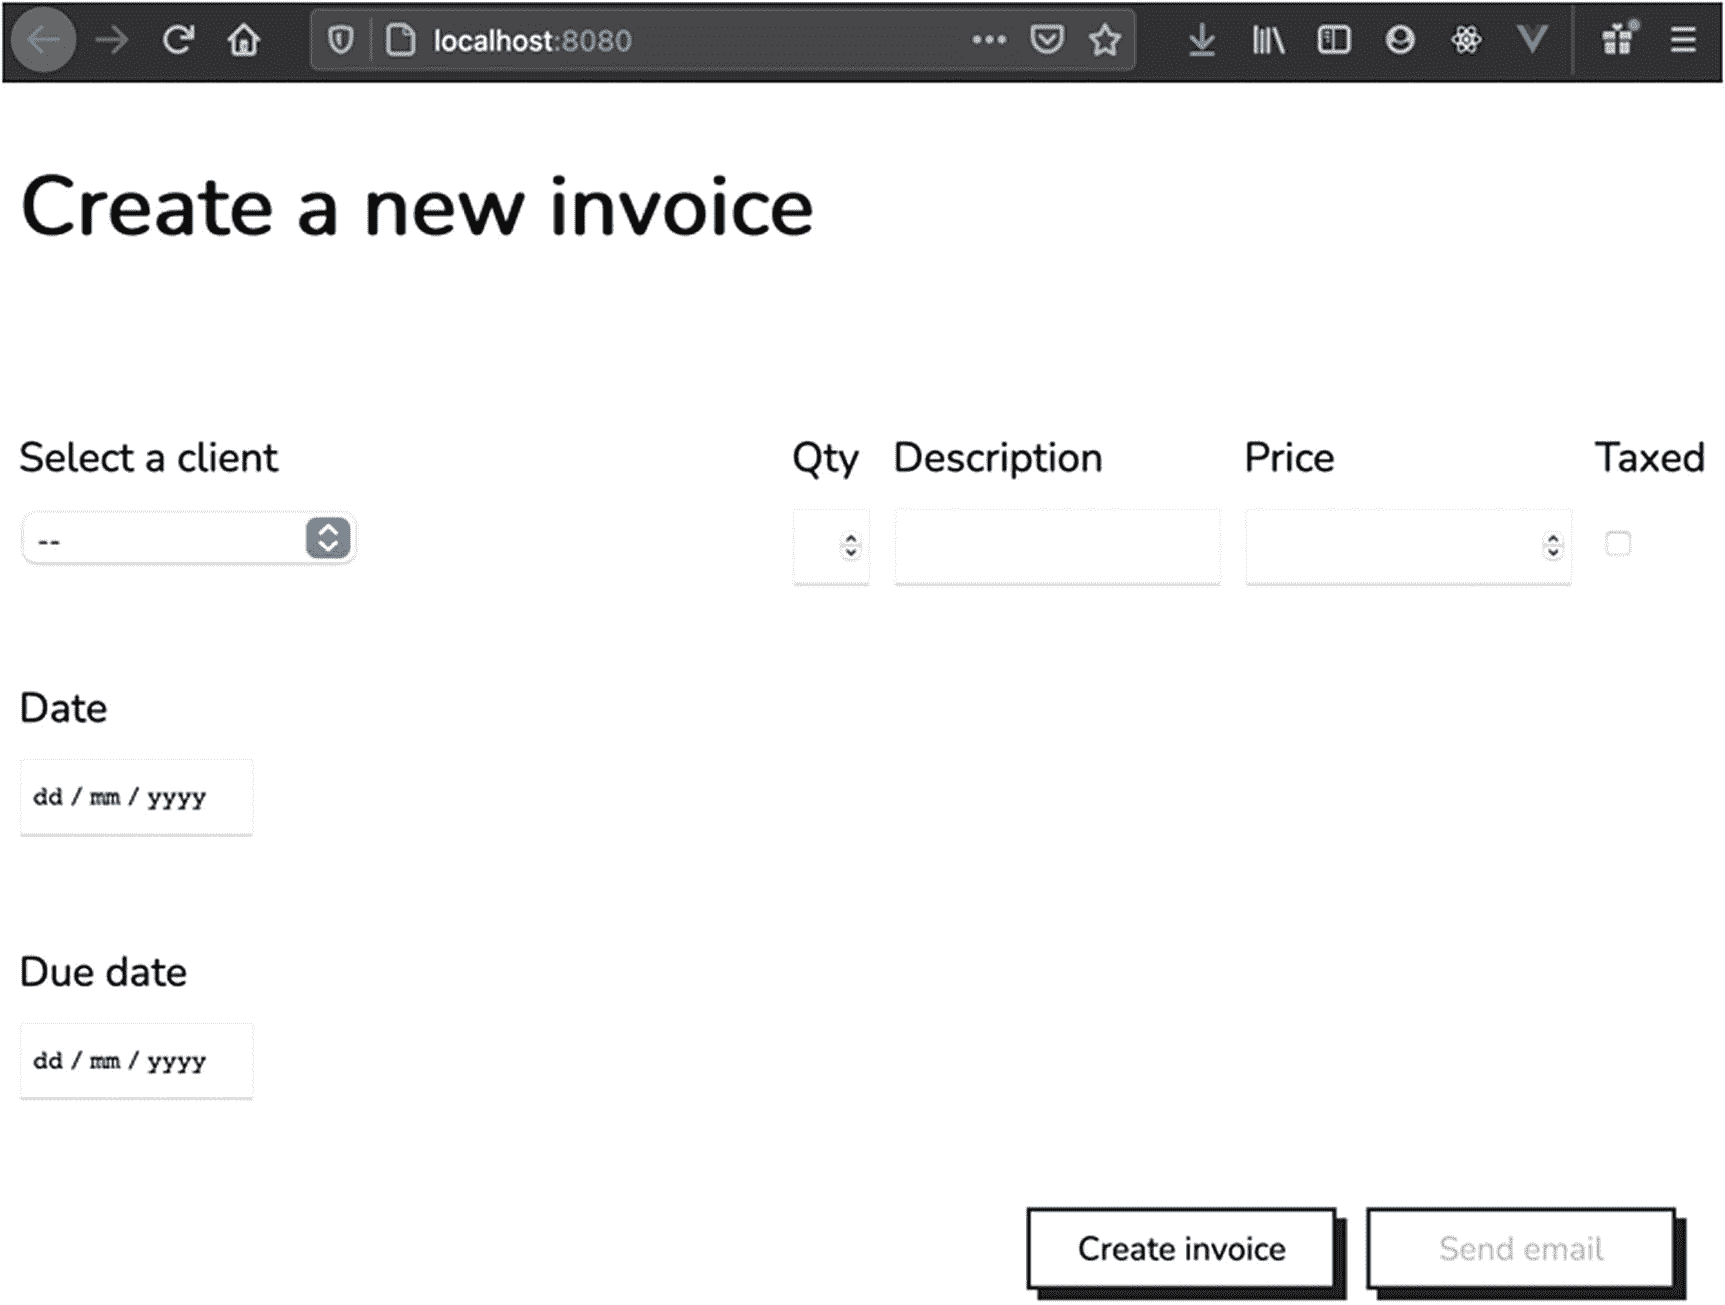 localhost:8080
Create a new invoice
Select a client
Qty Description Price Taxed
--
Date
dd / mm / yyyy
Due date
dd / mm / yyyy
Create invoice Send email